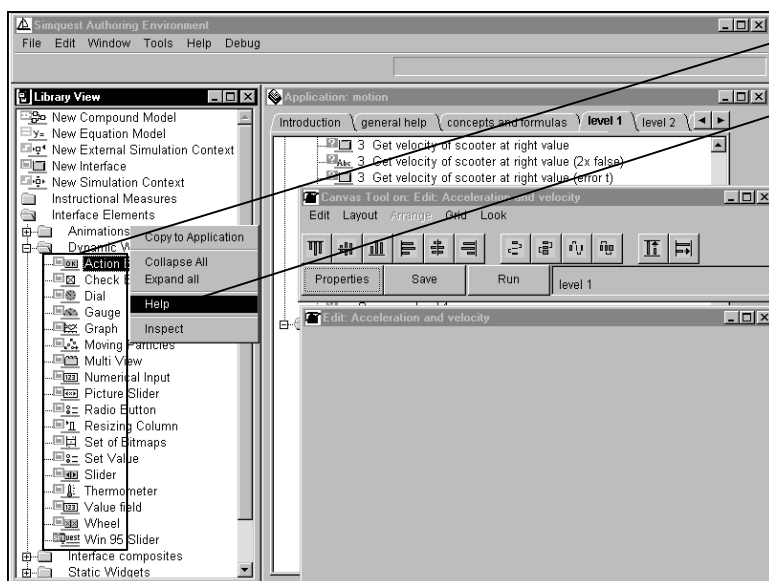 Simquest Authoring Environment
File Edit Window Tools Help Debug
Library View
New Compound Model
New Equation Model
New External Simulation Context
New Interface
New Simulation Context
Instructional Measures
Interface Elements
Animations
Dynamic W
Action
Check
Dial
Gauge
Graph
Moving Particles
Multi View
Numerical Input
Picture Slider
Radio Button
Resizing Column
Set of Bitmaps
Set Value
Slider
Thermometer
Value field
Wheel
Win 95 Slider
Interface composites
Static Widgets
Copy to Application
Collapse All
Expand all
Help
Inspect
Application: motion
Introduction general help concepts and formulas level 1 level 2
3 Get velocity of scooter at right value
3 Get velocity of scooter at right value (2x false)
3 Get velocity of scooter at right value (error t)
Canvas Tool on: Edit: Acceleration and velocity
Edit Layout Arrange Grid Look
Properties Save Run level 1
Edit: Acceleration and velocity